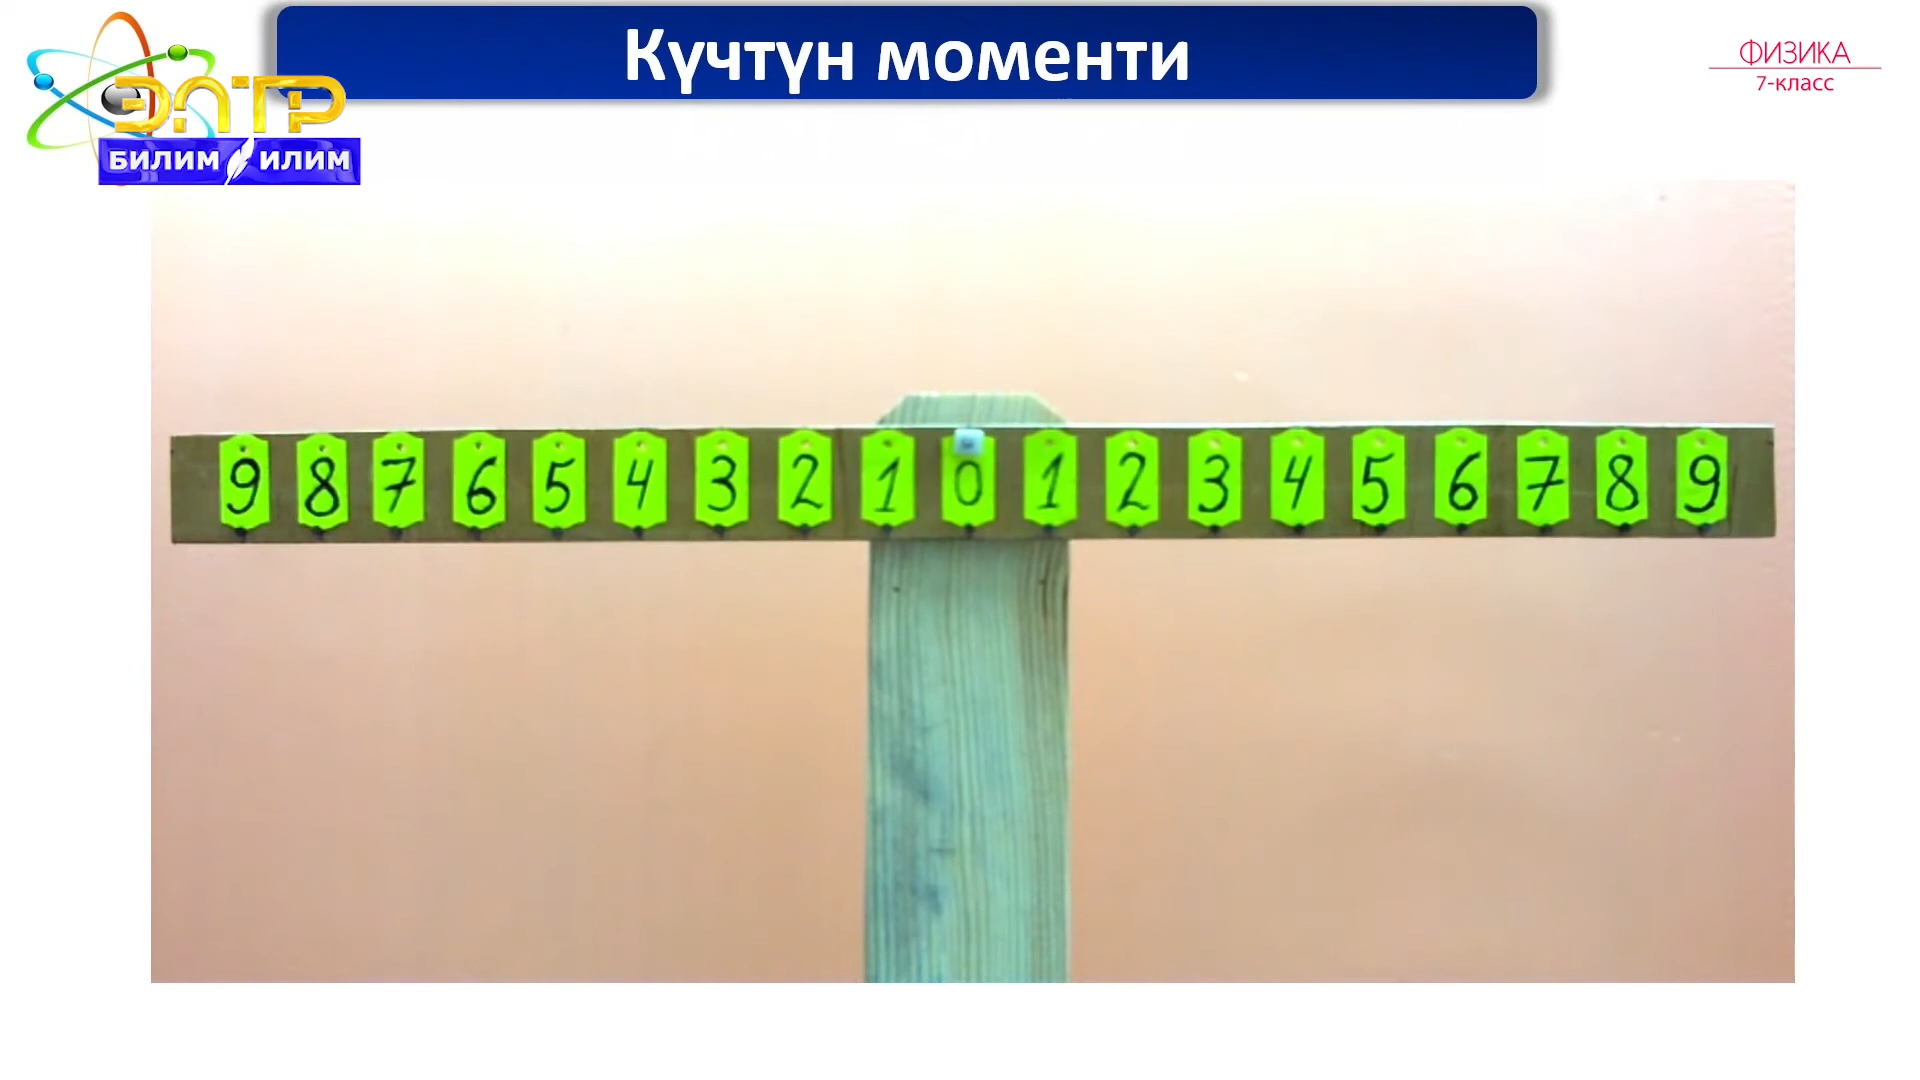 Күчтүн моменти
ФИЗИКА
7-класс
ЭЛТР
БИЛИМ ИЛИМ
9 8 7 6 5 4 3 2 1 0 1 2 3 4 5 6 7 8 9